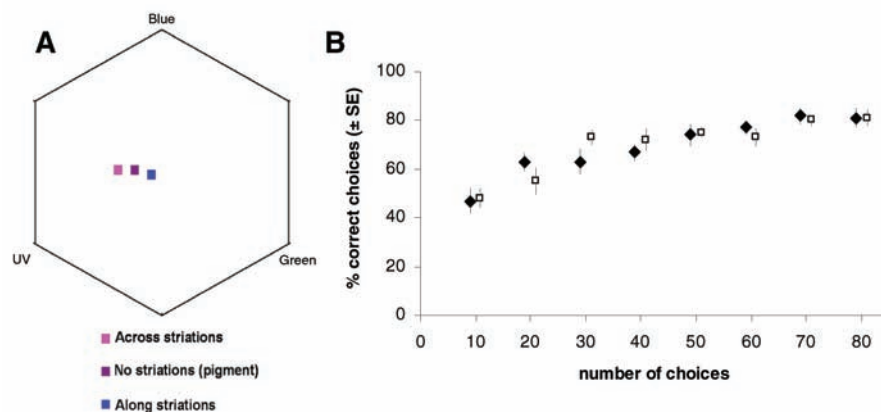 A
Blue
UV
Green
Across striations
No striations (pigment)
Along striations
B
% correct choices (± SE)
100
80
60
40
20
0
0 10 20 30 40 50 60 70 80
number of choices